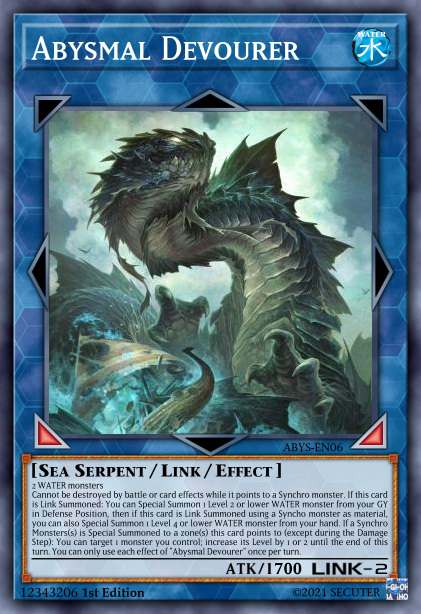 Abysmal Devourer
WATER
水
ABYS-EN06
[Sea Serpent / Link / Effect]
2 WATER monsters
Cannot be destroyed by battle or card effects while it points to a Synchro monster. If this card
is Link Summoned: You can Special Summon 1 Level 2 or lower WATER monster from your GY
in Defense Position, then if this card is Link Summoned using a Syncho monster as material,
you can also Special Summon 1 Level 4 or lower WATER monster from your hand. If a Synchro
Monsters(s) is Special Summoned to a zone(s) this card points to (except during the Damage
Step): You can target 1 monster you control; increase its Level by 1 or 2 until the end of this
turn. You can only use each effect of "Abysmal Devourer" once per turn.
ATK/1700 LINK-2
12343206 1st Edition ©2021 SECUTER